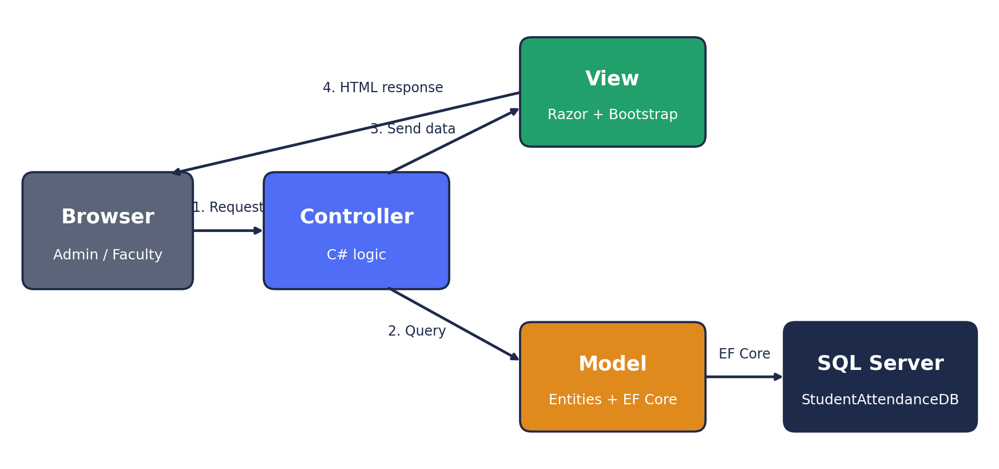 View
Razor + Bootstrap
4. HTML response
3. Send data
Browser
Admin / Faculty
1. Request
Controller
C# logic
2. Query
Model
Entities + EF Core
EF Core
SQL Server
StudentAttendanceDB